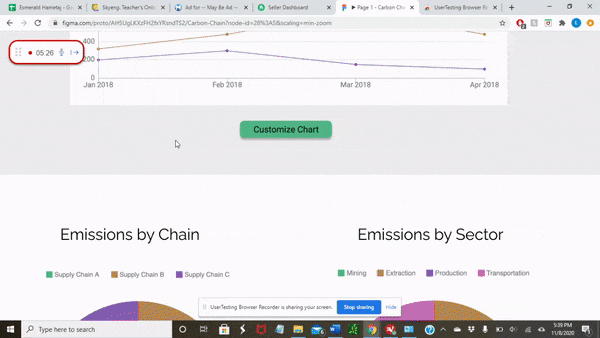 Esmerald Hametaj - G
Skyeng. Teacher's Onlin
Ad for -- May Be Ad -
Seller Dashboard
Page 1 - Carbon Cha
UserTesting Browser R
figma.com/proto/
/Carbon-Chain?node-id=28%3A5&scaling=min-zoom
05:26
400
200
0
Jan 2018
Feb 2018
Mar 2018
Apr 2018
Customize Chart
Emissions by Chain
Emissions by Sector
Supply Chain A
Supply Chain B
Supply Chain C
Mining
Extraction
Production
Transportation
UserTesting Browser Recorder is sharing your screen.
Stop sharing
Hide
Type here to search
5:39 PM
11/8/2020